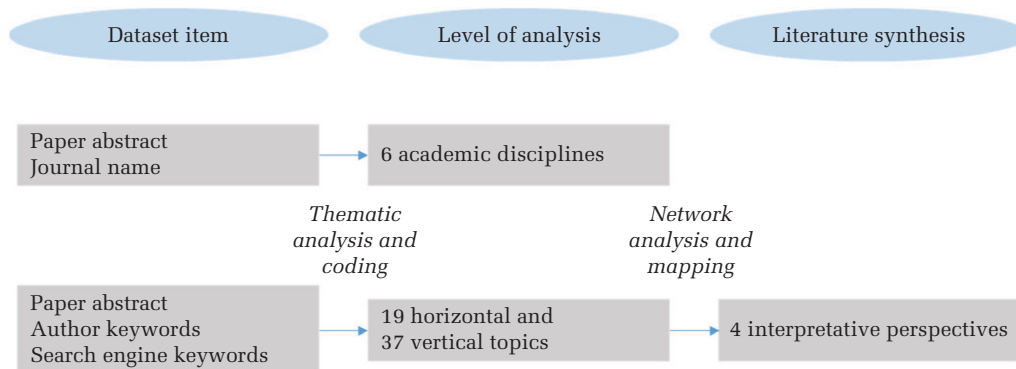 Dataset item
Level of analysis
Literature synthesis
Paper abstract
Journal name
6 academic disciplines
Thematic
analysis and
coding
Network
analysis and
mapping
Paper abstract
Author keywords
Search engine keywords
19 horizontal and
37 vertical topics
4 interpretative perspectives